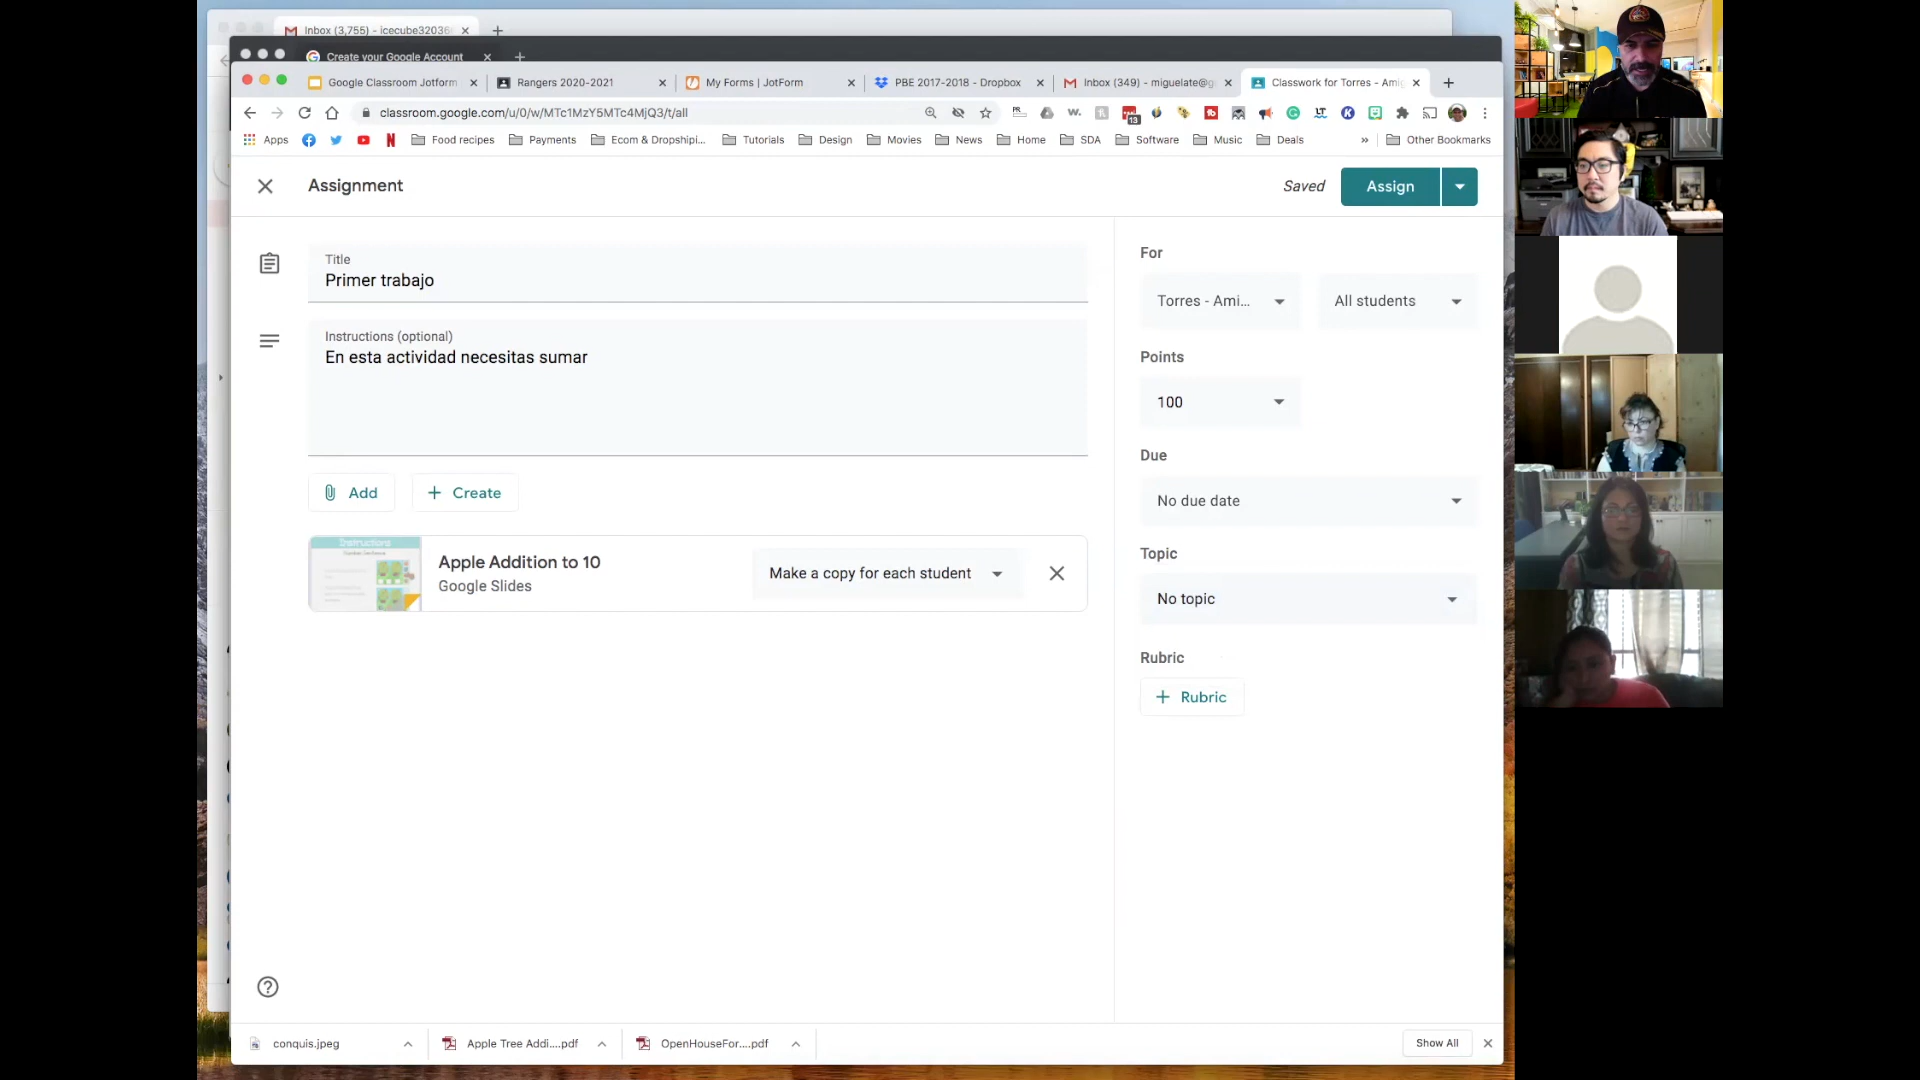 Inbox (3,755) - icecube32036
Create your Google Account
Google Classroom Jotform
Rangers 2020-2021
My Forms | JotForm
PBE 2017-2018 - Dropbox
Inbox (349) - miguelate@g
Classwork for Torres - Ami
classroom.google.com/u/0/w/MTc1MzY5MTc4MjQ3/t/all
13
Apps
Food recipes
Payments
Ecom & Dropshipi...
Tutorials
Design
Movies
News
Home
SDA
Software
Music
Deals
»
Other Bookmarks
Assignment
Saved
Assign
Title
Primer trabajo
Instructions (optional)
En esta actividad necesitas sumar
Add
Create
Instructions
Apple Addition to 10
Google Slides
Make a copy for each student
For
Torres - Ami...
All students
Points
100
Due
No due date
Topic
No topic
Rubric
Rubric
conquis.jpeg
Apple Tree Addi....pdf
OpenHouseFor....pdf
Show All